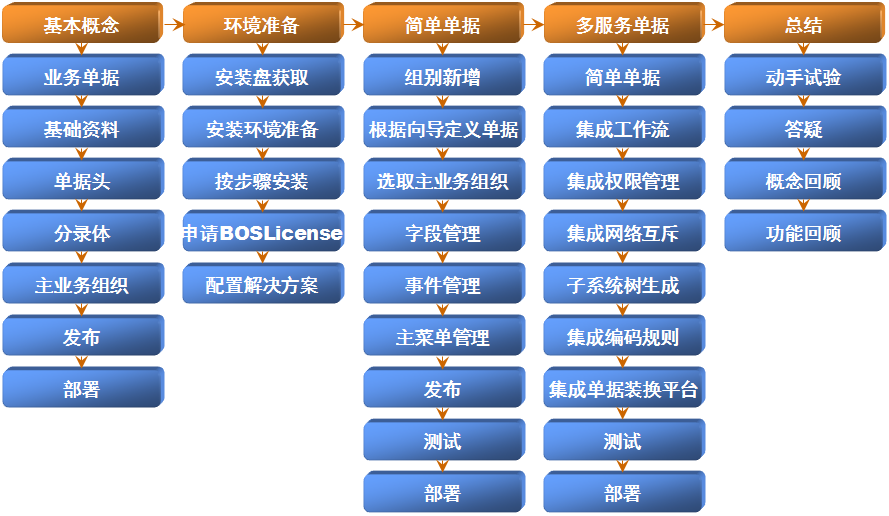 基本概念
业务单据
基础资料
单据头
分录体
主业务组织
发布
部署
环境准备
安装盘获取
安装环境准备
按步骤安装
申请BOSLicense
配置解决方案
简单单据
组别新增
根据向导定义单据
选取主业务组织
字段管理
事件管理
主菜单管理
发布
测试
部署
多服务单据
简单单据
集成工作流
集成权限管理
集成网络互斥
子系统树生成
集成编码规则
集成单据装换平台
测试
部署
总结
动手试验
答疑
概念回顾
功能回顾